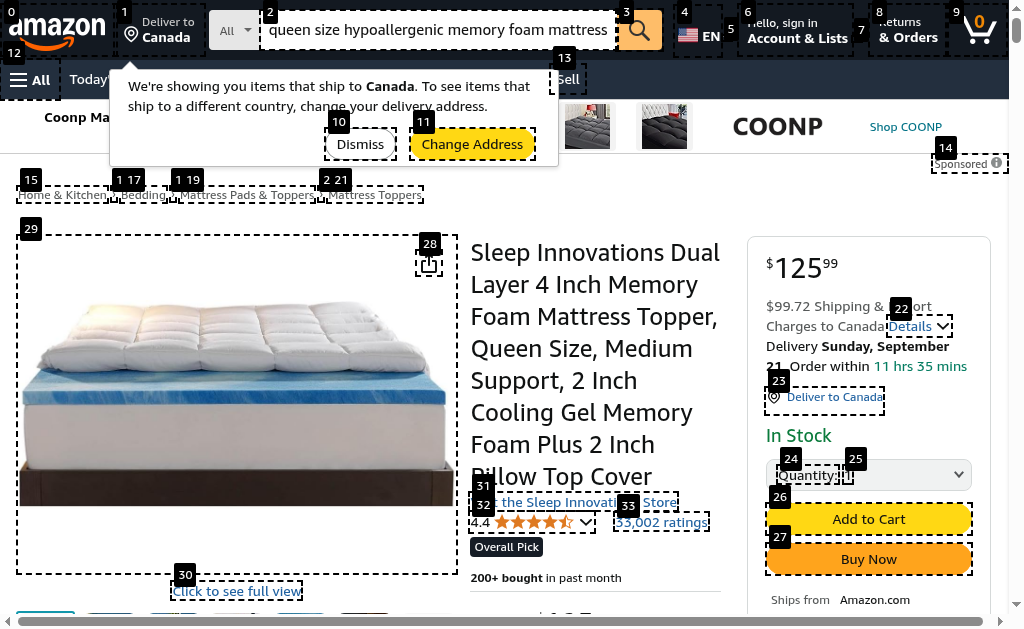 0 1 2 3 4 5 6 7 8 9
amazon
Deliver to
Canada
All
queen size hypoallergenic memory foam mattress
EN
Hello, sign in
Account & Lists
Returns
& Orders
0
12
All
Today
13
Sell
We're showing you items that ship to Canada. To see items that
ship to a different country, change your delivery address.
10 11
Dismiss
Change Address
Coonp Ma
COONP
Shop COONP
14
Sponsored
15 1 17 1 19 2 21
Home & Kitchen › Bedding › Mattress Pads & Toppers › Mattress Toppers
29
28
Sleep Innovations Dual
Layer 4 Inch Memory
Foam Mattress Topper,
Queen Size, Medium
Support, 2 Inch
Cooling Gel Memory
Foam Plus 2 Inch
Pillow Top Cover
31
the Sleep Innovati Store
32 33
4.4
33,002 ratings
Overall Pick
200+ bought in past month
30
Click to see full view
$125 99
$99.72 Shipping & ort
22
Charges to Canada Details
Delivery Sunday, September
21. Order within 11 hrs 35 mins
23
Deliver to Canada
In Stock
24 25
Quantity: 1
26
Add to Cart
27
Buy Now
Ships from Amazon.com